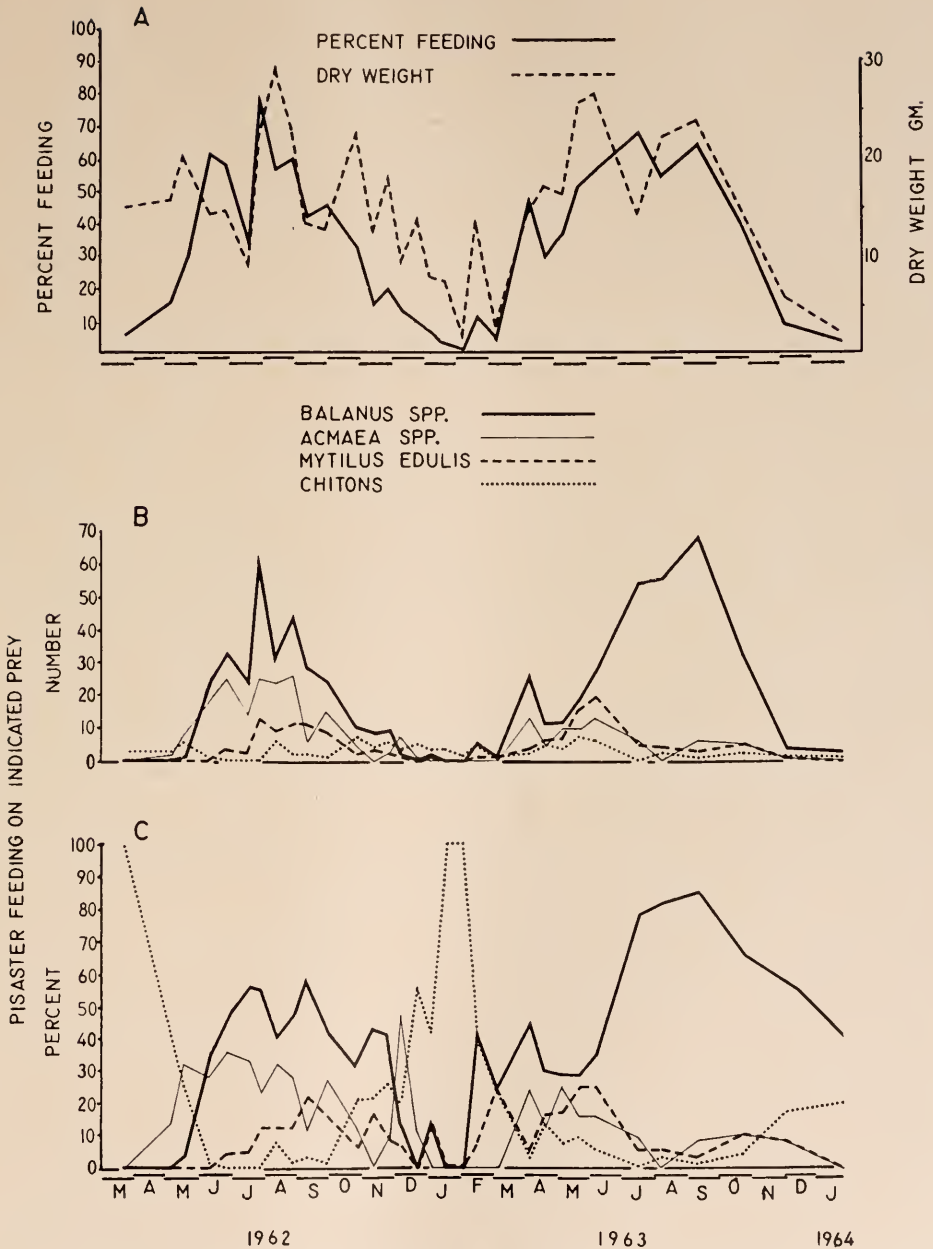 A
PERCENT FEEDING
DRY WEIGHT
100
90
80
70
60
50
40
30
20
10
PERCENT FEEDING
30
20
10
DRY WEIGHT GM.
BALANUS SPP.
ACMAEA SPP.
MYTILUS EDULIS
CHITONS
B
70
60
50
40
30
20
10
0
NUMBER
PISASTER FEEDING ON INDICATED PREY
C
100
90
80
70
60
50
40
30
20
10
0
PERCENT
M A M J J A S O N D J F M A M J J A S O N D J
1962 1963 1964